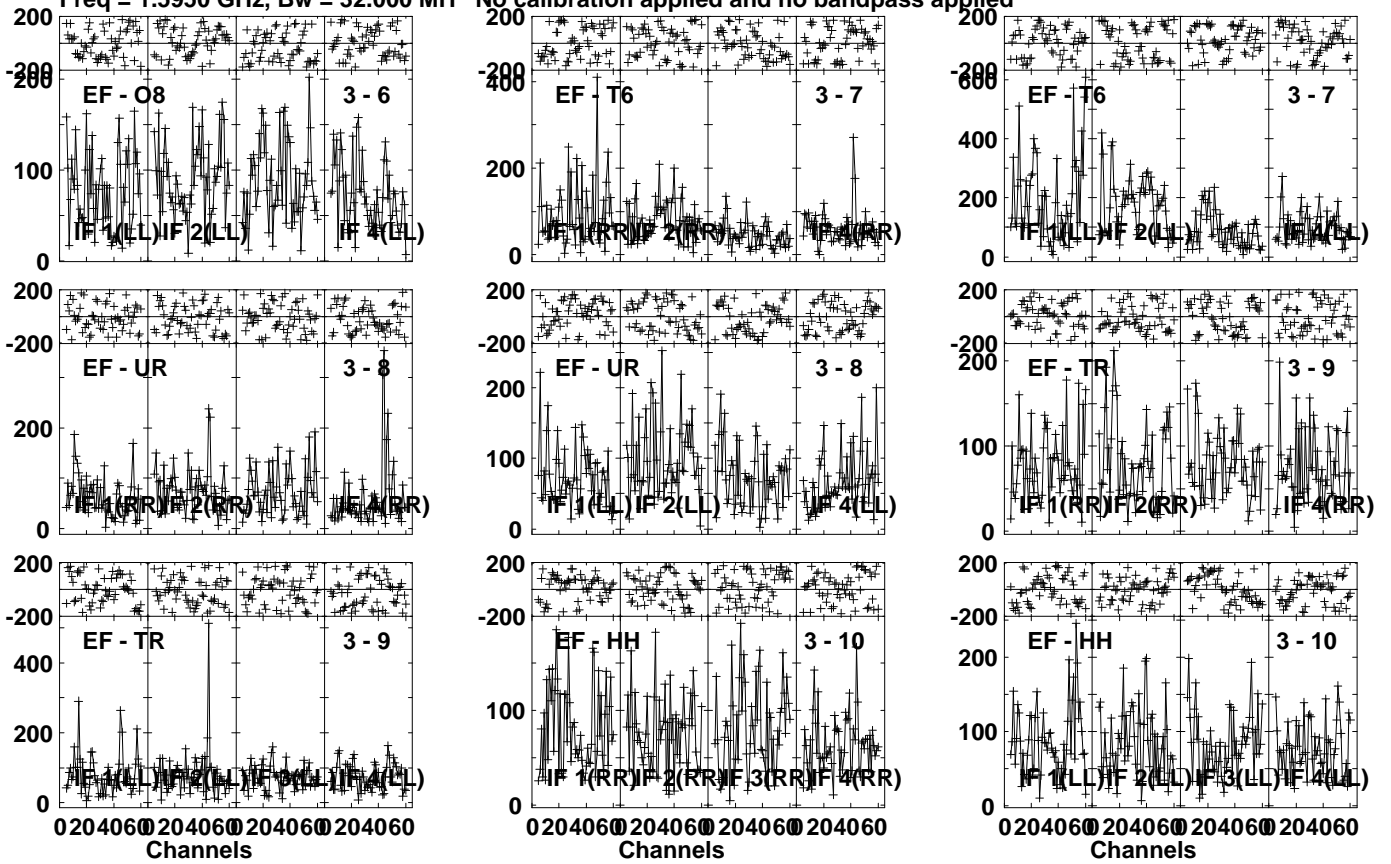 Freq = 1.5950 GHz, Bw = 32.000 MH No calibration applied and no bandpass applied
200
-200
200
100
0
EF - O8
3 - 6
IF 1(LL)
IF 2(LL)
IF 4(LL)
200
-200
400
200
0
EF - T6
3 - 7
IF 1(RR)
IF 2(RR)
IF 4(RR)
200
-200
600
400
200
0
EF - T6
3 - 7
IF 1(LL)
IF 2(LL)
IF 4(LL)
200
-200
200
0
EF - UR
3 - 8
IF 1(RR)
IF 2(RR)
IF 4(RR)
200
-200
200
100
0
EF - UR
3 - 8
IF 1(LL)
IF 2(LL)
IF 4(LL)
200
-200
200
100
0
EF - TR
3 - 9
IF 1(RR)
IF 2(RR)
IF 4(RR)
200
-200
400
200
0
EF - TR
3 - 9
IF 1(LL)
IF 2(LL)
IF 3(LL)
IF 4(LL)
0 20 40 60 0 20 40 60 0 20 40 60 0 20 40 60
Channels
200
-200
200
100
0
EF - HH
3 - 10
IF 1(RR)
IF 2(RR)
IF 3(RR)
IF 4(RR)
0 20 40 60 0 20 40 60 0 20 40 60 0 20 40 60
Channels
200
-200
200
100
0
EF - HH
3 - 10
IF 1(LL)
IF 2(LL)
IF 3(LL)
IF 4(LL)
0 20 40 60 0 20 40 60 0 20 40 60 0 20 40 60
Channels